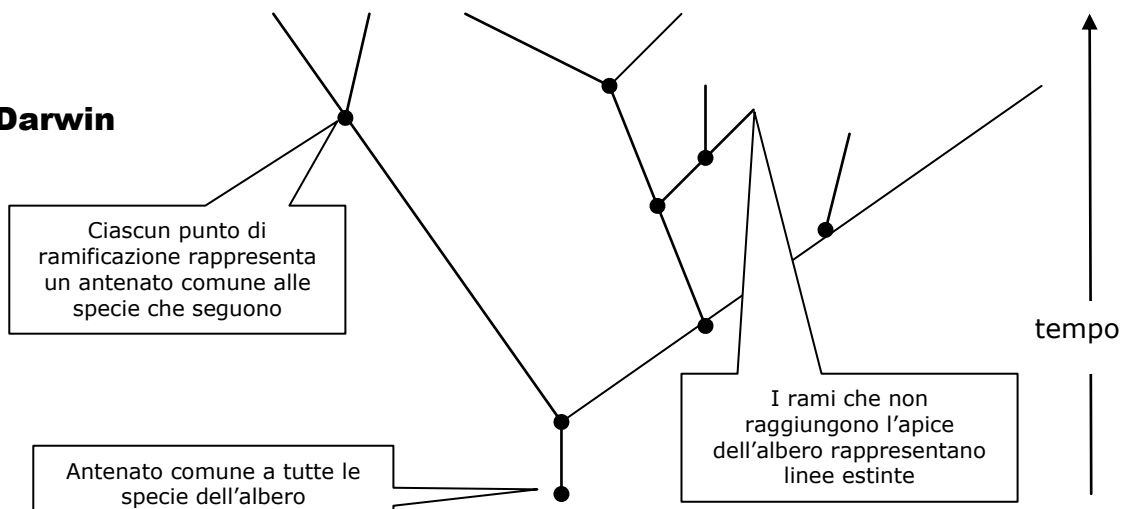 Darwin
Ciascun punto di
ramificazione rappresenta
un antenato comune alle
specie che seguono
tempo
I rami che non
raggiungono l’apice
dell’albero rappresentano
linee estinte
Antenato comune a tutte le
specie dell’albero